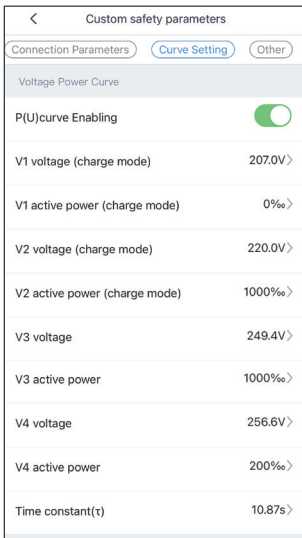 Custom safety parameters
Connection Parameters Curve Setting Other
Voltage Power Curve
P(U)curve Enabling
V1 voltage (charge mode) 207.0V
V1 active power (charge mode) 0‰
V2 voltage (charge mode) 220.0V
V2 active power (charge mode) 1000‰
V3 voltage 249.4V
V3 active power 1000‰
V4 voltage 256.6V
V4 active power 200‰
Time constant(τ) 10.87s